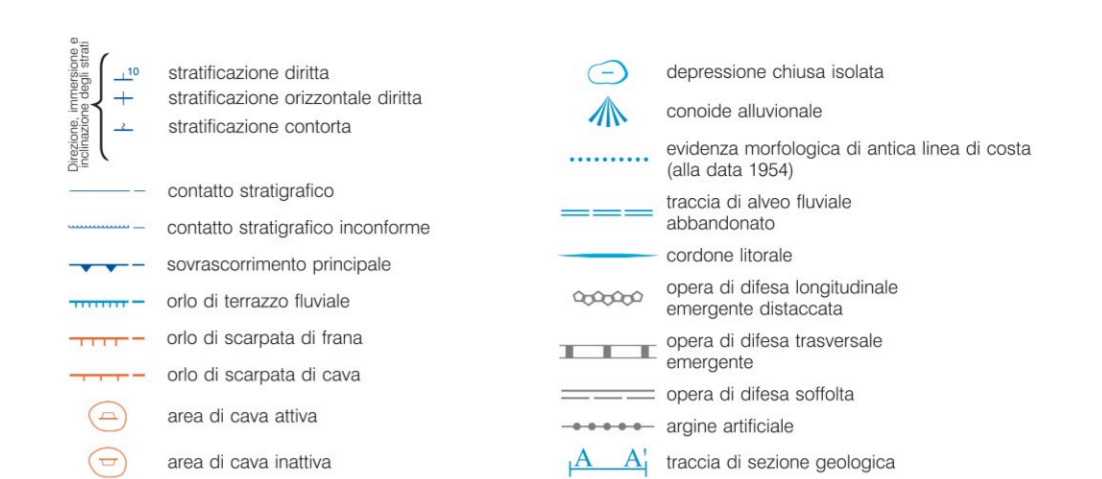 Direzione, immersione e
inclinazione degli strati
10
stratificazione diritta
stratificazione orizzontale diritta
stratificazione contorta
contatto stratigrafico
contatto stratigrafico inconforme
sovrascorrimento principale
orlo di terrazzo fluviale
orlo di scarpata di frana
orlo di scarpata di cava
area di cava attiva
area di cava inattiva
depressione chiusa isolata
conoide alluvionale
evidenza morfologica di antica linea di costa
(alla data 1954)
traccia di alveo fluviale
abbandonato
cordone litorale
opera di difesa longitudinale
emergente distaccata
opera di difesa trasversale
emergente
opera di difesa soffolta
argine artificiale
A A'
traccia di sezione geologica